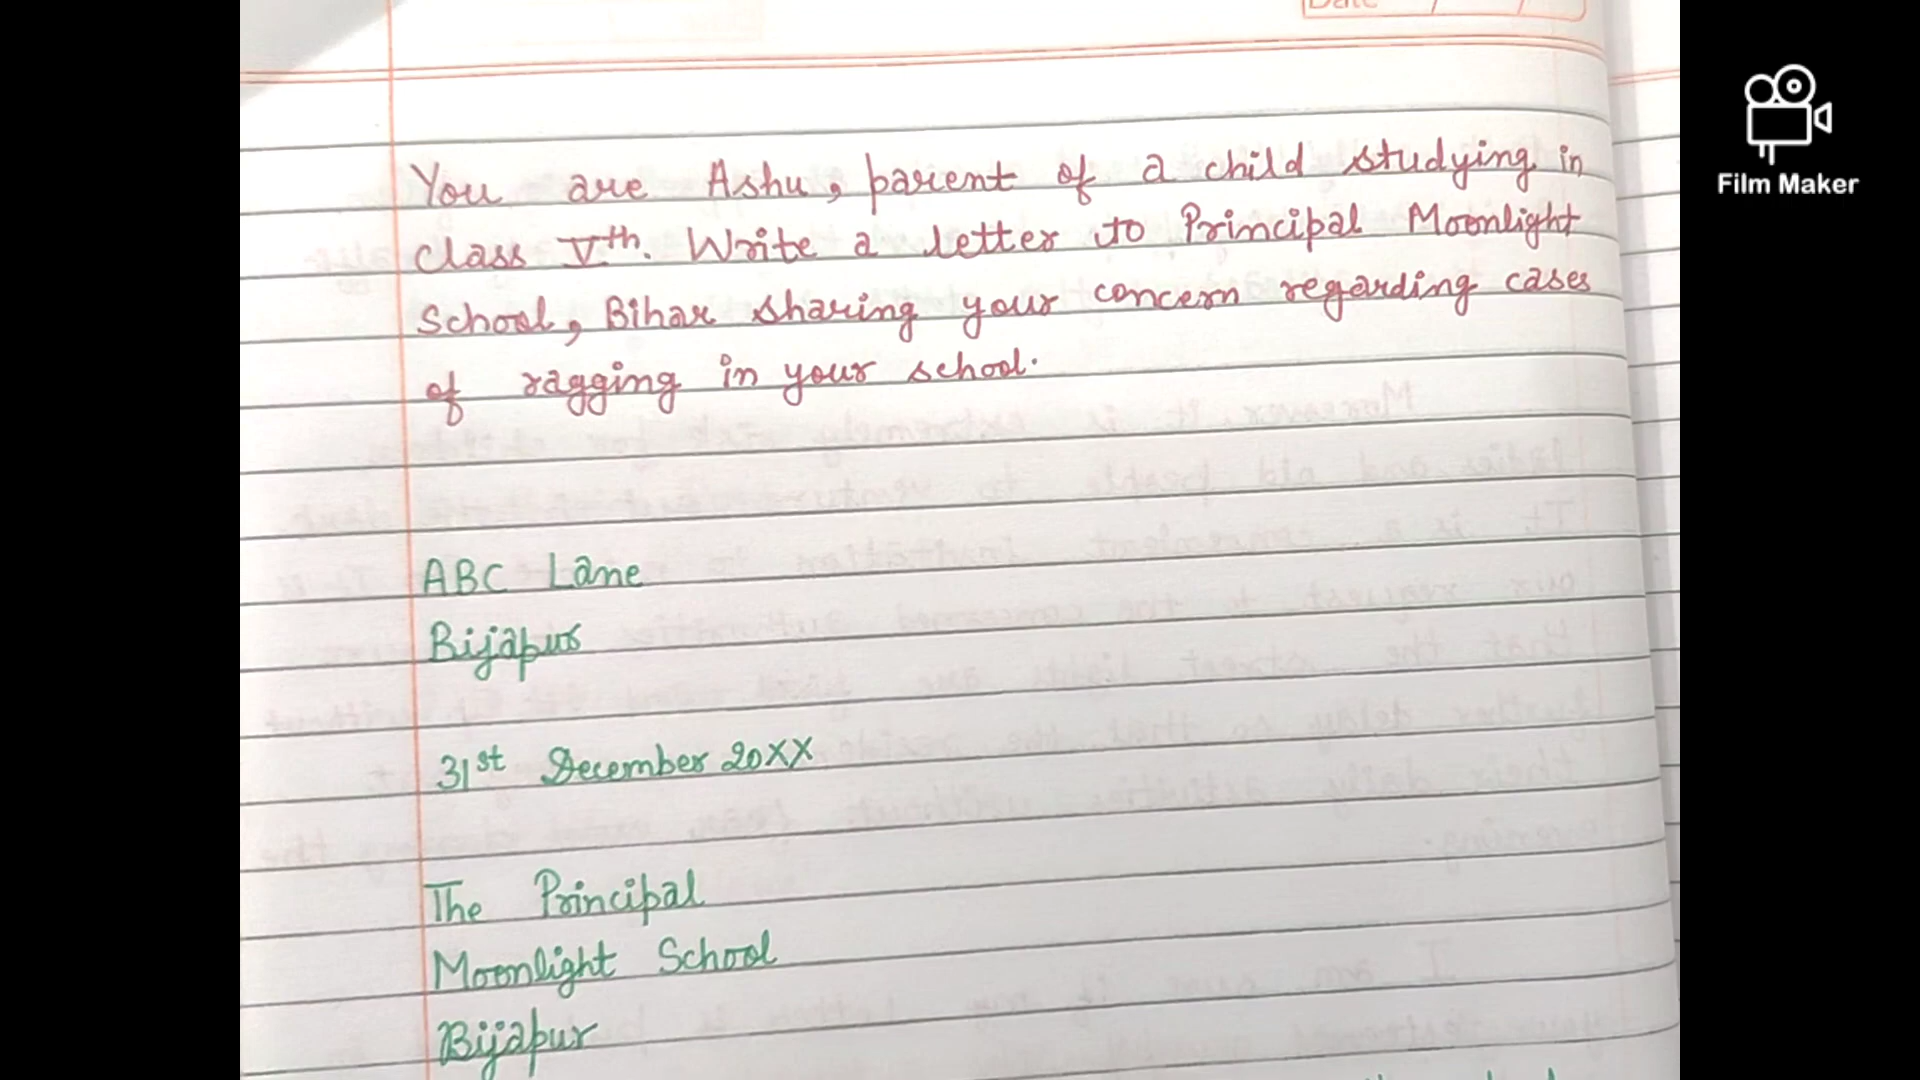 Date / /
You are Ashu, parent of a child studying in
class Vth. Write a letter to Principal Moonlight
School, Bihar sharing your concern regarding cases
of ragging in your school.
ABC Lane
Bijapur
31st December 20XX
The Principal
Moonlight School
Bijapur
Film Maker